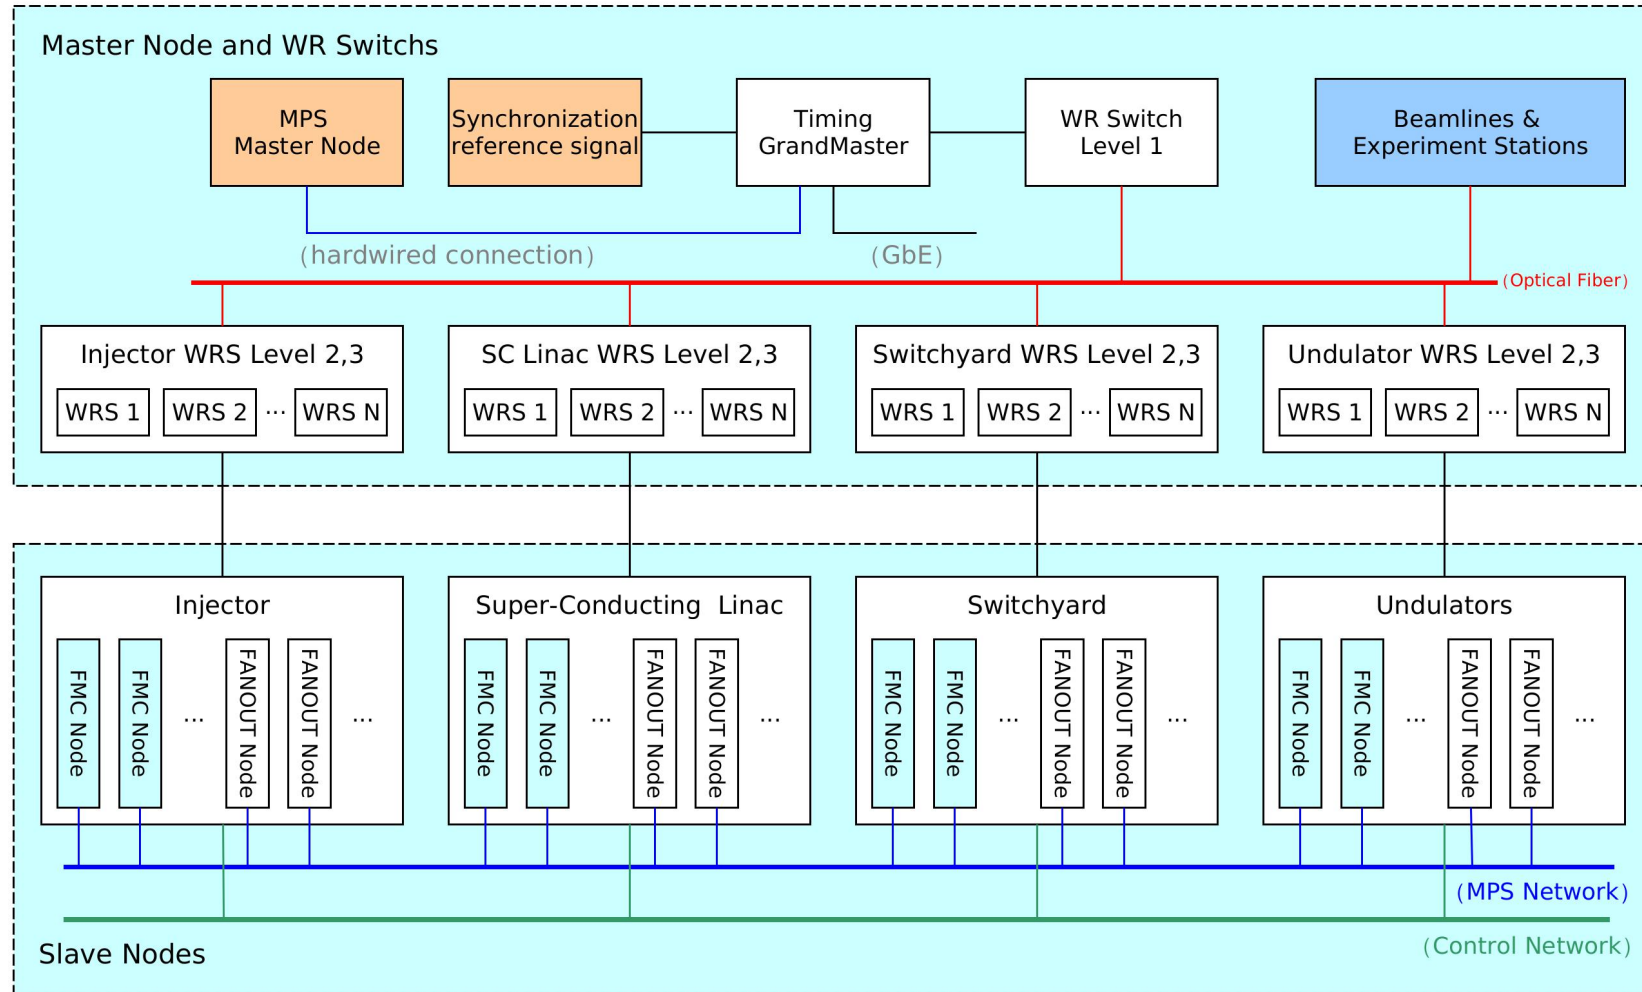 Master Node and WR Switchs
MPS
Master Node
Synchronization
reference signal
Timing
GrandMaster
WR Switch
Level 1
Beamlines &
Experiment Stations
（hardwired connection）
（GbE）
（Optical Fiber）
Injector WRS Level 2,3
WRS 1 WRS 2 ... WRS N
SC Linac WRS Level 2,3
WRS 1 WRS 2 ... WRS N
Switchyard WRS Level 2,3
WRS 1 WRS 2 ... WRS N
Undulator WRS Level 2,3
WRS 1 WRS 2 ... WRS N
Injector
FMC Node
FMC Node
...
FANOUT Node
FANOUT Node
...
Super-Conducting Linac
FMC Node
FMC Node
...
FANOUT Node
FANOUT Node
...
Switchyard
FMC Node
FMC Node
...
FANOUT Node
FANOUT Node
...
Undulators
FMC Node
FMC Node
...
FANOUT Node
FANOUT Node
...
（MPS Network）
（Control Network）
Slave Nodes